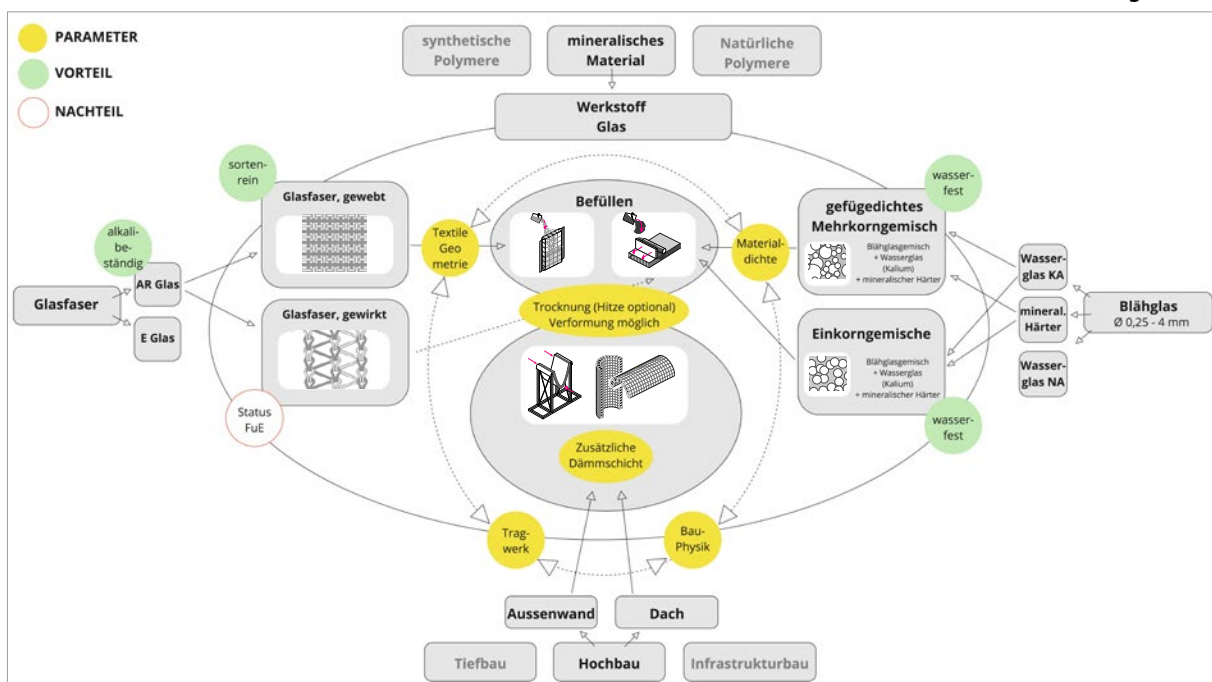 PARAMETER
VORTEIL
NACHTEIL
synthetische
Polymere
mineralisches
Material
Natürliche
Polymere
Werkstoff
Glas
sorten-
rein
Glasfaser, gewebt
alkali-
be-
ständig
Glasfaser
AR Glas
E Glas
Glasfaser, gewirkt
Status
FuE
Textile
Geo
metrie
Befüllen
Material-
dichte
Trocknung (Hitze optional)
Verformung möglich
Zusätzliche
Dämmschicht
wasser-
fest
gefügedichtes
Mehrkorngemisch
Blähglasgemisch
+ Wasserglas
(Kalium)
+ mineralischer Härter
Einkorngemische
Blähglasgemisch
+ Wasserglas
(Kalium)
+ mineralischer Härter
wasser-
fest
Wasser-
glas KA
mineral.
Härter
Wasser-
glas NA
Blähglas
Ø 0,25 - 4 mm
Trag-
werk
Bau-
Physik
Aussenwand
Dach
Tiefbau
Hochbau
Infrastrukturbau